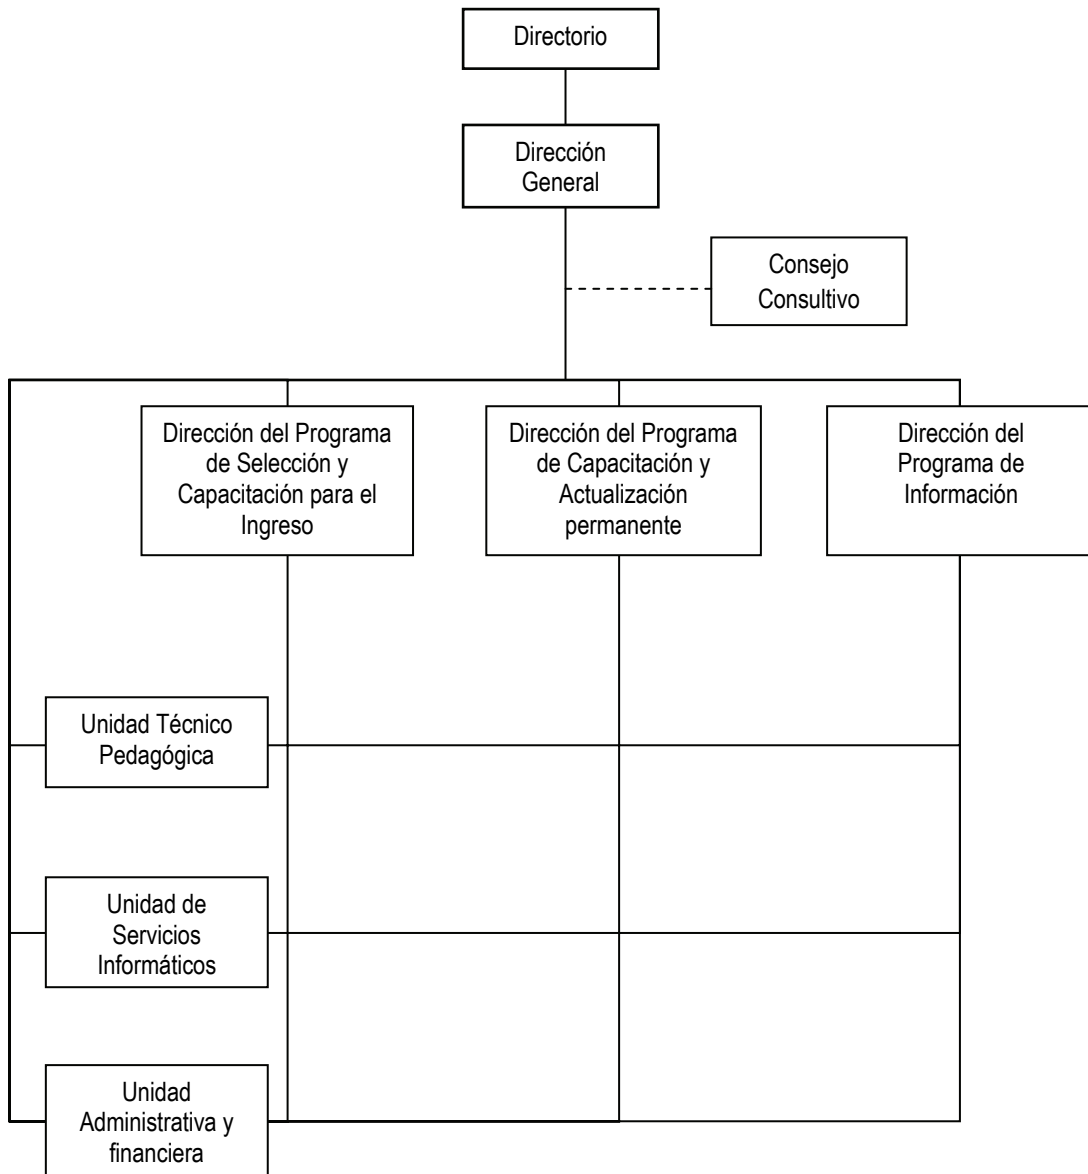 Directorio
Dirección
General
Consejo
Consultivo
Dirección del Programa
de Selección y
Capacitación para el
Ingreso
Dirección del Programa
de Capacitación y
Actualización
permanente
Dirección del
Programa de
Información
Unidad Técnico
Pedagógica
Unidad de
Servicios
Informáticos
Unidad
Administrativa y
financiera